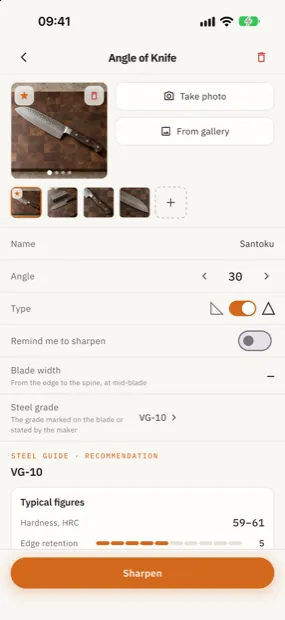 09:41
Angle of Knife
Take photo
From gallery
Name
Santoku
Angle
30
Type
Remind me to sharpen
Blade width
From the edge to the spine, at mid-blade
–
Steel grade
The grade marked on the blade or
stated by the maker
VG-10
STEEL GUIDE · RECOMMENDATION
VG-10
Typical figures
Hardness, HRC
59–61
Edge retention
5
Sharpen